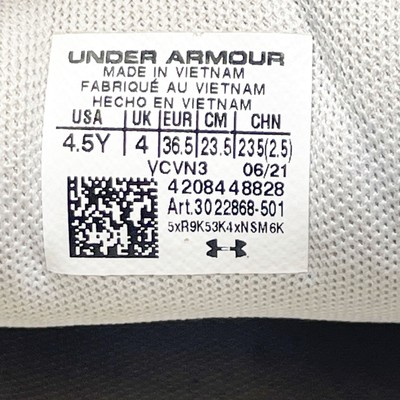 UNDER ARMOUR
MADE IN VIETNAM
FABRIQUÉ AU VIETNAM
HECHO EN VIETNAM
USA UK EUR CM CHN
4.5Y 4 36.5 23.5 235(2.5)
VCVN3 06/21
4208448828
Art.3022868-501
5xR9K53K4xNSM6K